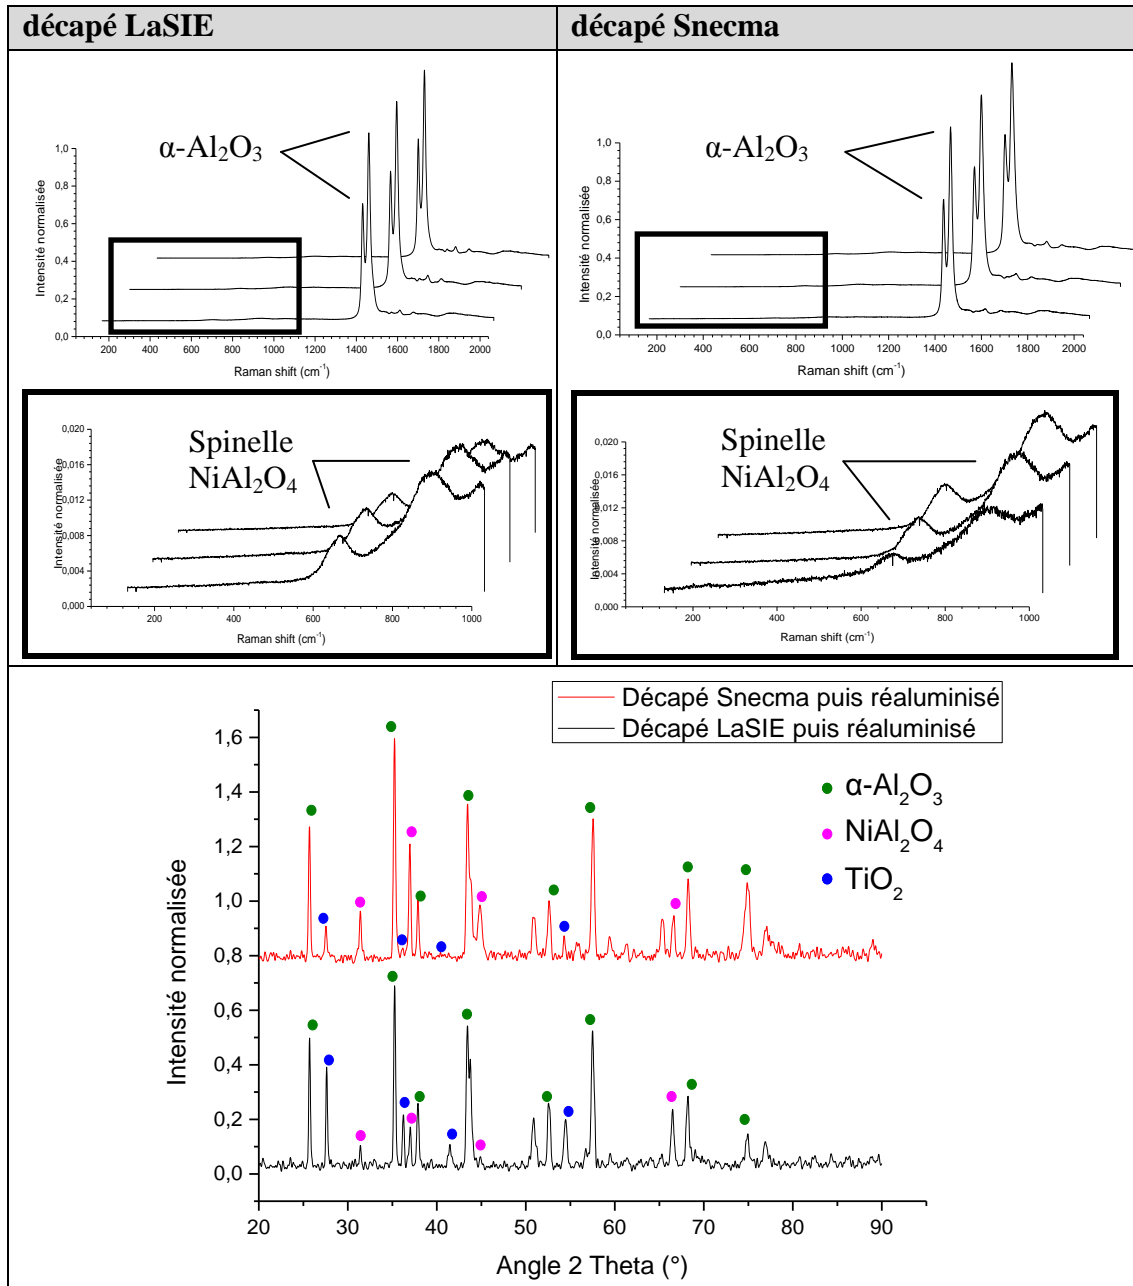 décapé LaSIE
décapé Snecma
α-Al₂O₃
1,0
0,8
0,6
0,4
0,2
0,0
Intensité normalisée
200 400 600 800 1000 1200 1400 1600 1800 2000
Raman shift (cm⁻¹)
α-Al₂O₃
1,0
0,8
0,6
0,4
0,2
0,0
Intensité normalisée
200 400 600 800 1000 1200 1400 1600 1800 2000
Raman shift (cm⁻¹)
Spinelle
NiAl₂O₄
0,020
0,016
0,012
0,008
0,004
0,000
Intensité normalisée
200 400 600 800 1000
Raman shift (cm⁻¹)
Spinelle
NiAl₂O₄
0,020
0,016
0,012
0,008
0,004
0,000
Intensité normalisée
200 400 600 800 1000
Raman shift (cm⁻¹)
Décapé Snecma puis réaluminisé
Décapé LaSIE puis réaluminisé
α-Al₂O₃
NiAl₂O₄
TiO₂
1,6
1,4
1,2
1,0
0,8
0,6
0,4
0,2
0,0
Intensité normalisée
20 30 40 50 60 70 80 90
Angle 2 Theta (°)